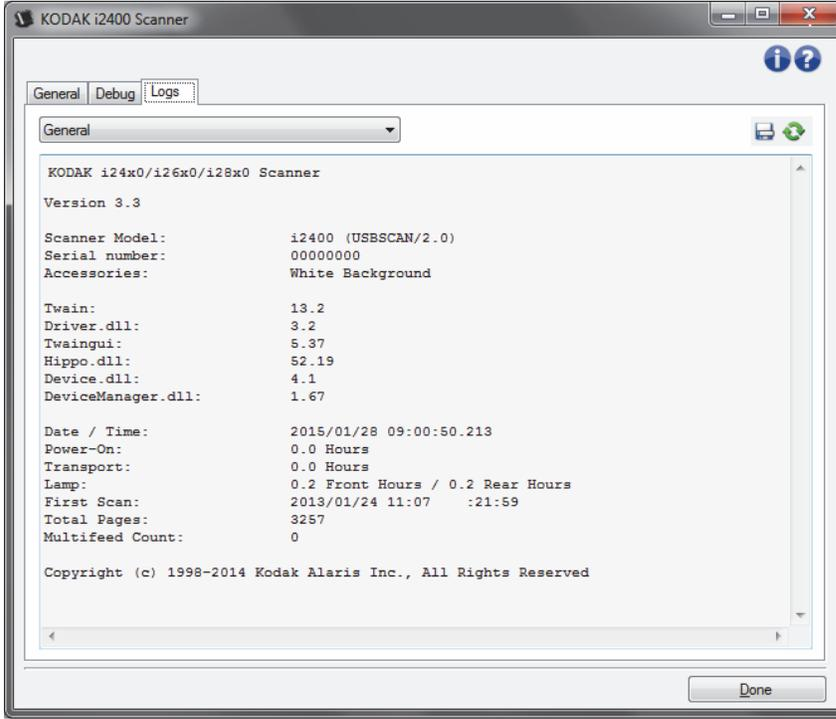 KODAK i2400 Scanner
General Debug Logs
General
KODAK i24x0/i26x0/i28x0 Scanner
Version 3.3
Scanner Model: i2400 (USBSCAN/2.0)
Serial number: 00000000
Accessories: White Background
Twain: 13.2
Driver.dll: 3.2
Twaingui: 5.37
Hippo.dll: 52.19
Device.dll: 4.1
DeviceManager.dll: 1.67
Date / Time: 2015/01/28 09:00:50.213
Power-On: 0.0 Hours
Transport: 0.0 Hours
Lamp: 0.2 Front Hours / 0.2 Rear Hours
First Scan: 2013/01/24 11:07 :21:59
Total Pages: 3257
Multifeed Count: 0
Copyright (c) 1998-2014 Kodak Alaris Inc., All Rights Reserved
Done